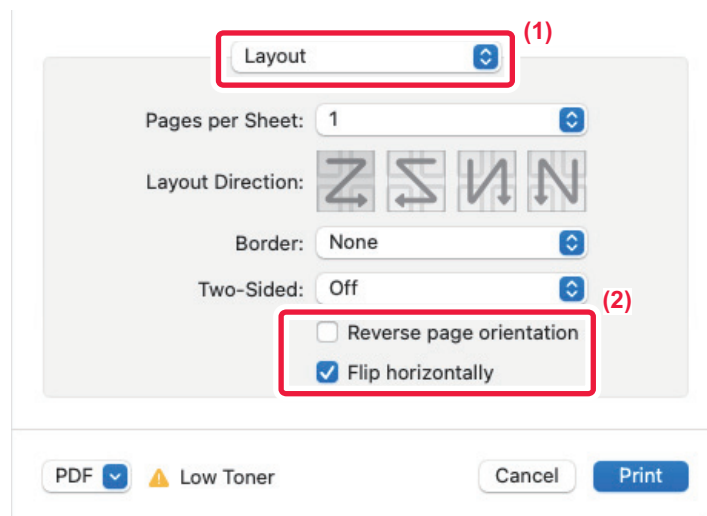 (1)
Layout
Pages per Sheet: 1
Layout Direction:
Border: None
Two-Sided: Off
(2)
Reverse page orientation
Flip horizontally
PDF Low Toner Cancel Print